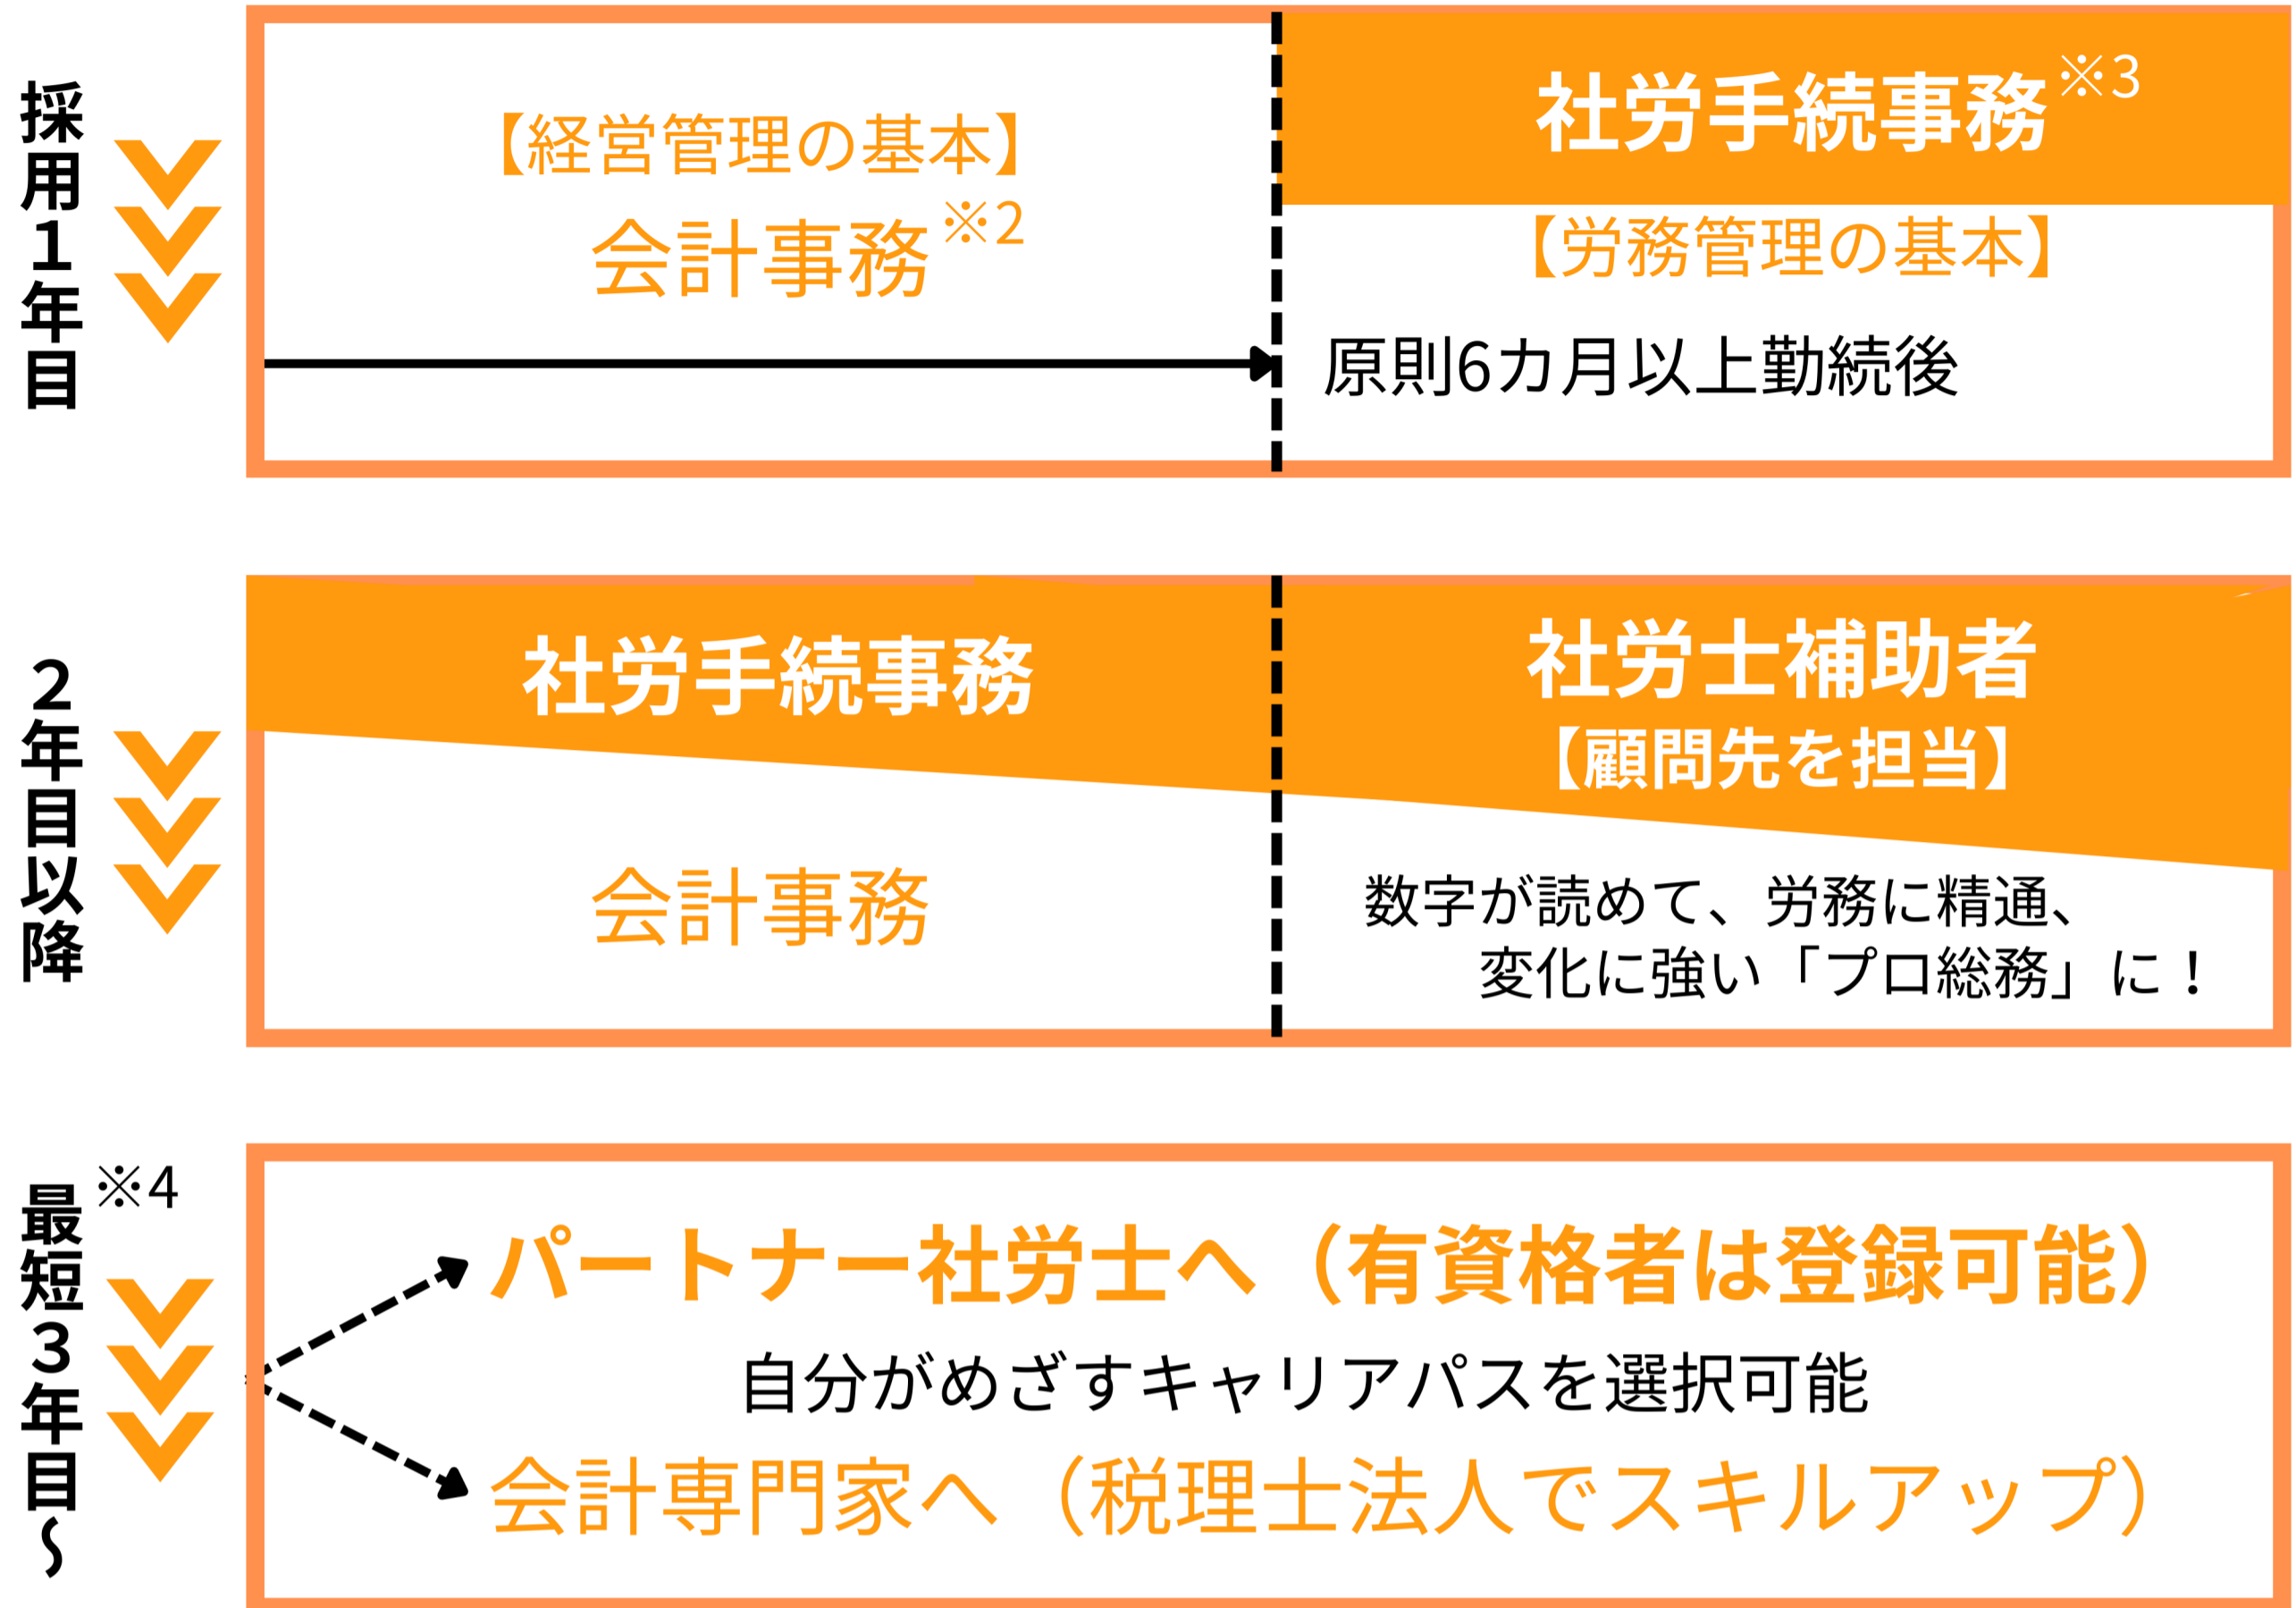 採用1年目
【経営管理の基本】
会計事務※2
社労手続事務※3
【労務管理の基本】
原則6カ月以上勤続後
2年目以降
社労手続事務
会計事務
社労士補助者
【顧問先を担当】
数字が読めて、労務に精通、
変化に強い「プロ総務」に！
最短3年目～※4
パートナー社労士へ（有資格者は登録可能）
自分がめざすキャリアパスを選択可能
会計専門家へ（税理士法人でスキルアップ）